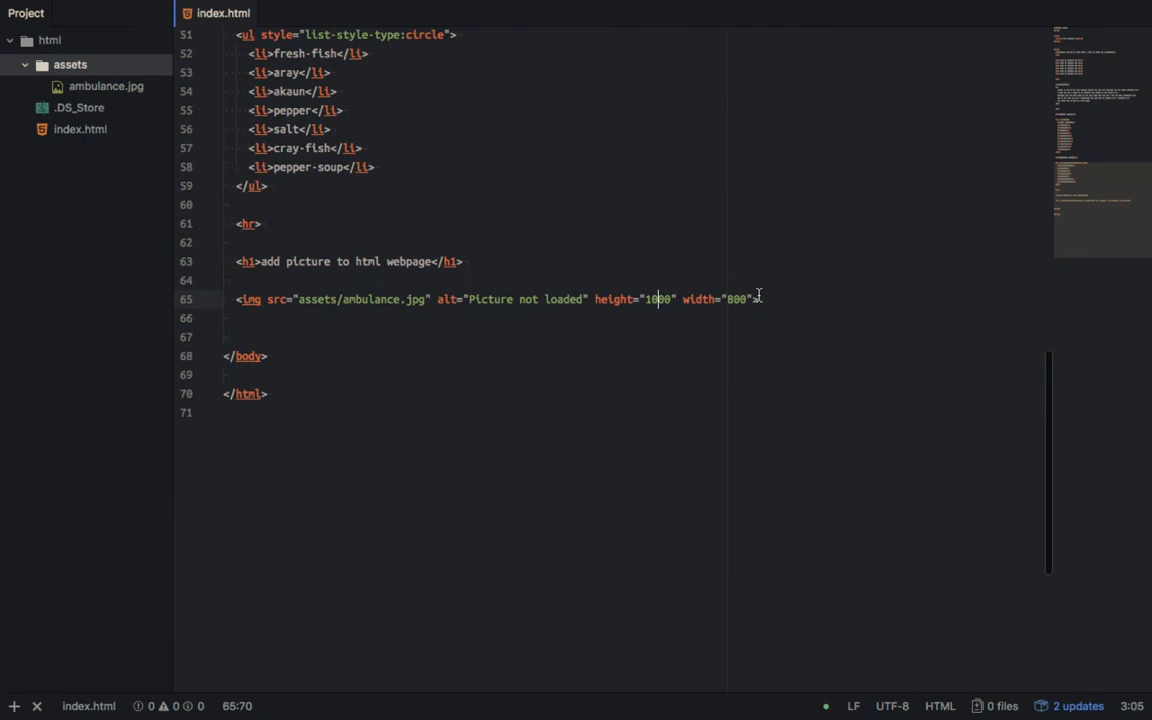 Project
index.html
html
assets
ambulance.jpg
.DS_Store
index.html
51 <ul style="list-style-type:circle">
52 <li>fresh-fish</li>
53 <li>aray</li>
54 <li>akaun</li>
55 <li>pepper</li>
56 <li>salt</li>
57 <li>cray-fish</li>
58 <li>pepper-soup</li>
59 </ul>
60
61 <hr>
62
63 <h1>add picture to html webpage</h1>
64
65 <img src="assets/ambulance.jpg" alt="Picture not loaded" height="1000" width="800">
66
67
68 </body>
69
70 </html>
71
index.html 0 0 0 65:70 LF UTF-8 HTML 0 files 2 updates 3:05